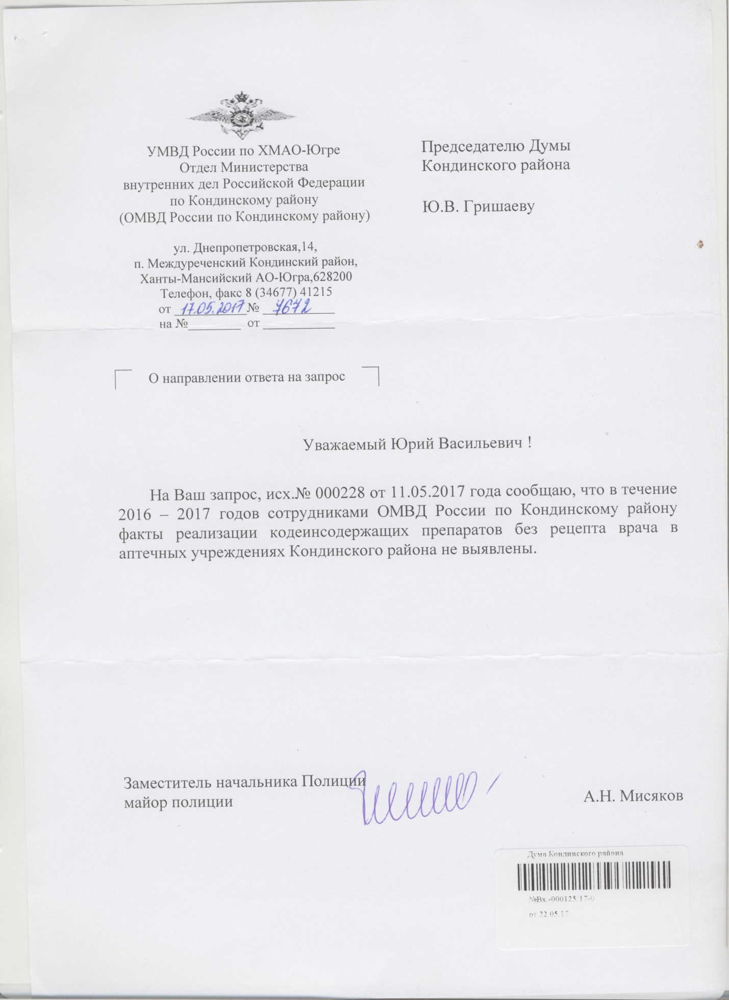 УМВД России по ХМАО-Югре
Отдел Министерства
внутренних дел Российской Федерации
по Кондинскому району
(ОМВД России по Кондинскому району)
ул. Днепропетровская,14,
п. Междуреченский Кондинский район,
Ханты-Мансийский АО-Югра,628200
Телефон, факс 8 (34677) 41215
от 17.05.2017 № 7672
на №________ от ___________
Председателю Думы
Кондинского района
Ю.В. Гришаеву
О направлении ответа на запрос
Уважаемый Юрий Васильевич !
На Ваш запрос, исх.№ 000228 от 11.05.2017 года сообщаю, что в течение
2016 – 2017 годов сотрудниками ОМВД России по Кондинскому району
факты реализации кодеинсодержащих препаратов без рецепта врача в
аптечных учреждениях Кондинского района не выявлены.
Заместитель начальника Полиции
майор полиции
А.Н. Мисяков
Дума Кондинского района
№Вх.-000125/17-0
от 22.05.17